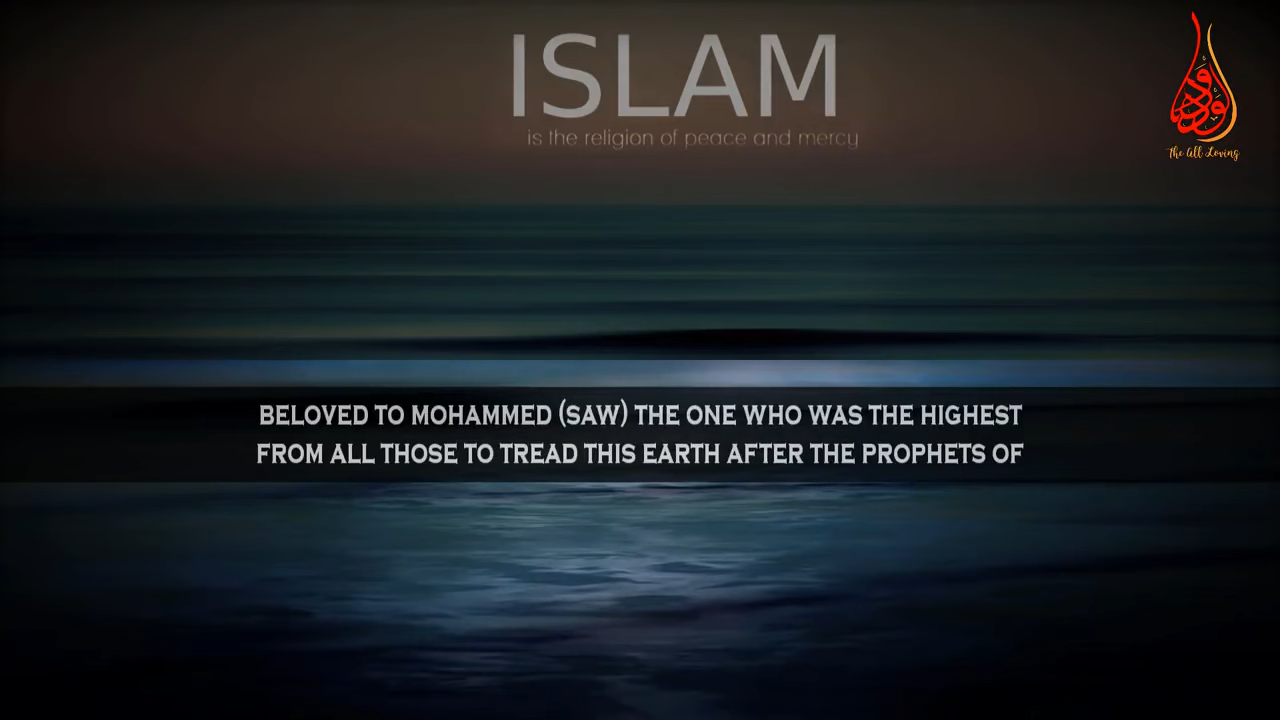 ISLAM
is the religion of peace and mercy
الودود
The All Loving
BELOVED TO MOHAMMED (SAW) THE ONE WHO WAS THE HIGHEST
FROM ALL THOSE TO TREAD THIS EARTH AFTER THE PROPHETS OF